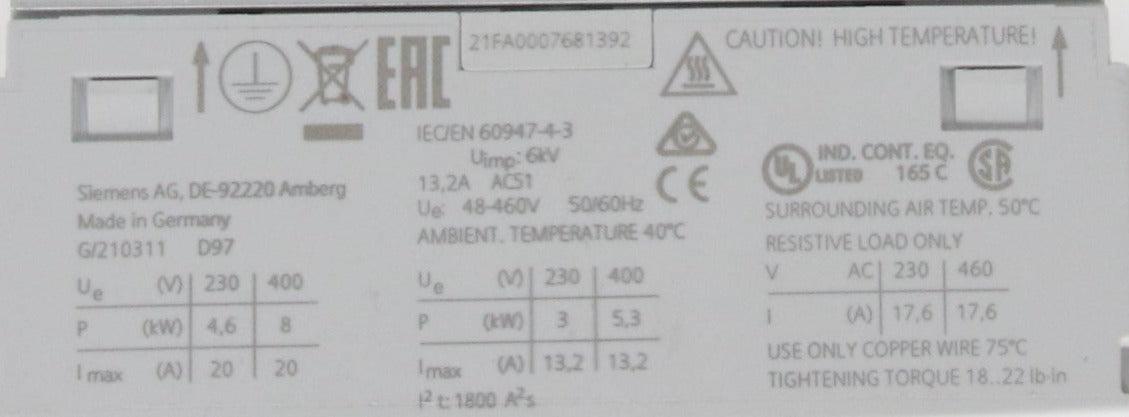 21FA0007681392
CAUTION! HIGH TEMPERATURE!
EAC
Siemens AG, DE-92220 Amberg
Made in Germany
G/210311 D97
Ue (V) 230 400
P (kW) 4,6 8
I max (A) 20 20
IEC/EN 60947-4-3
Uimp: 6kV
13,2A AC51
Ue: 48-460V 50/60Hz
AMBIENT. TEMPERATURE 40°C
Ue (V) 230 400
P (kW) 3 5,3
Imax (A) 13,2 13,2
I² t: 1800 A²s
CE
UL LISTED IND. CONT. EQ. 165 C
SA
SURROUNDING AIR TEMP. 50°C
RESISTIVE LOAD ONLY
V AC 230 460
I (A) 17,6 17,6
USE ONLY COPPER WIRE 75°C
TIGHTENING TORQUE 18..22 lb·in